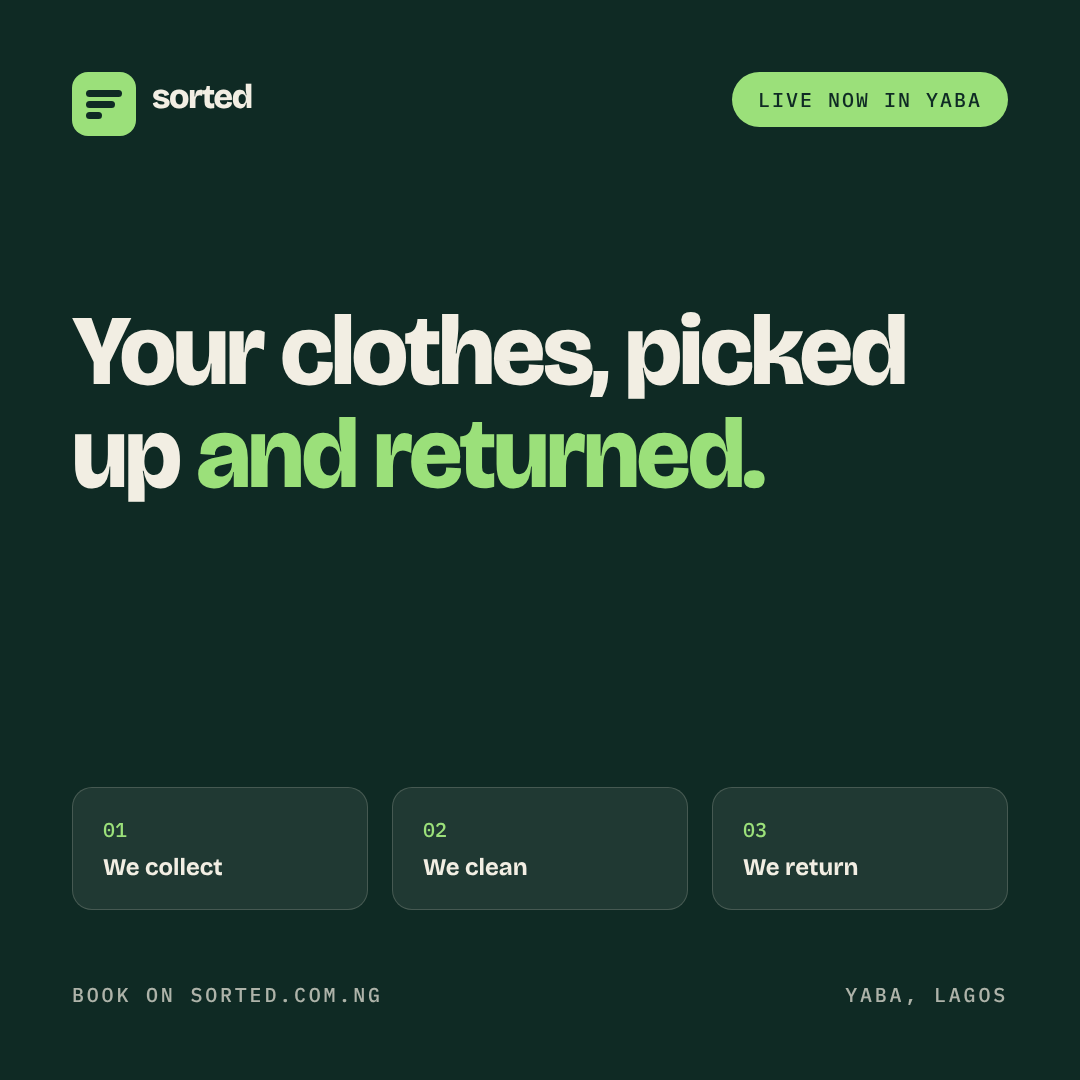 sorted
LIVE NOW IN YABA
Your clothes, picked
up and returned.
01
We collect
02
We clean
03
We return
BOOK ON SORTED.COM.NG
YABA, LAGOS